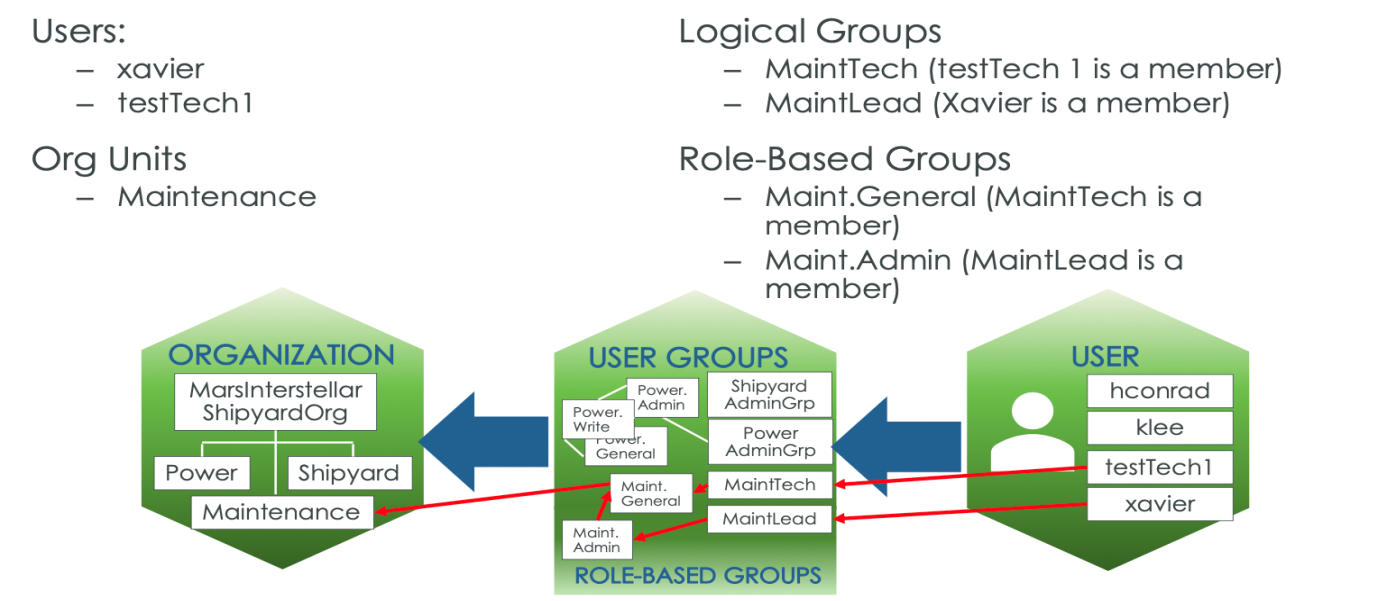 Users:
– xavier
– testTech1
Org Units
– Maintenance
Logical Groups
– MaintTech (testTech 1 is a member)
– MaintLead (Xavier is a member)
Role-Based Groups
– Maint.General (MaintTech is a
member)
– Maint.Admin (MaintLead is a
member)
ORGANIZATION
MarsInterstellar
ShipyardOrg
Power
Shipyard
Maintenance
USER GROUPS
Power.
Admin
Power.
Write
Power.
General
Shipyard
AdminGrp
Power
AdminGrp
Maint.
General
MaintTech
MaintLead
Maint.
Admin
ROLE-BASED GROUPS
USER
hconrad
klee
testTech1
xavier